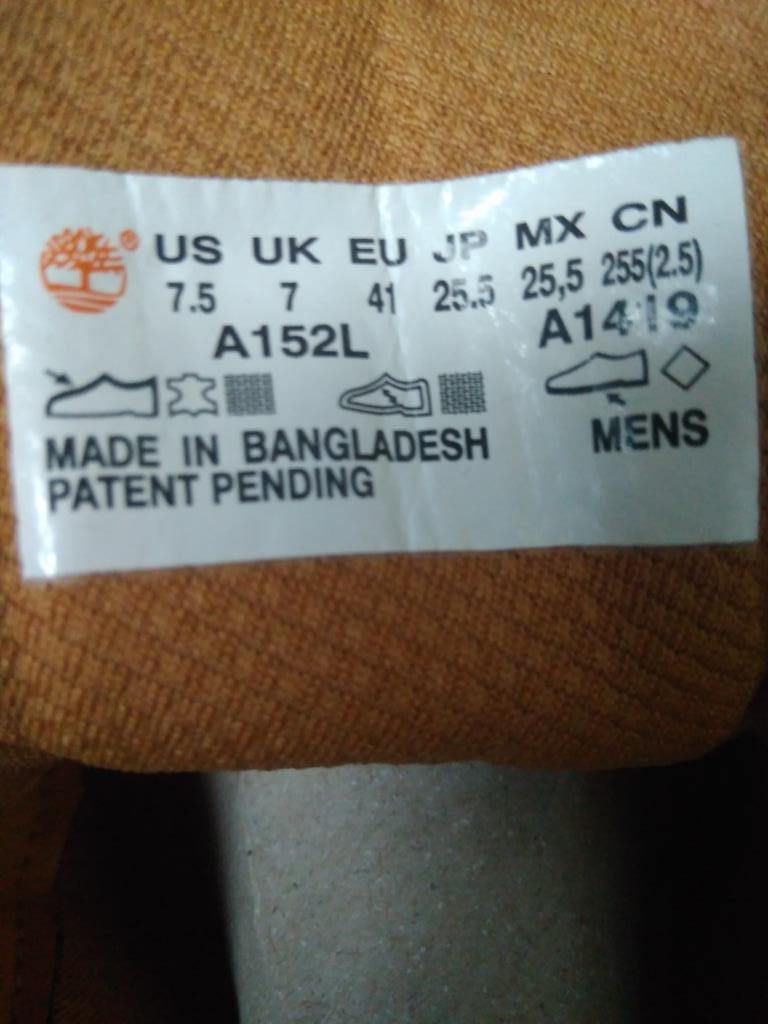 US UK EU JP MX CN
7.5 7 41 25.5 25,5 255(2.5)
A152L A1419
MADE IN BANGLADESH MENS
PATENT PENDING